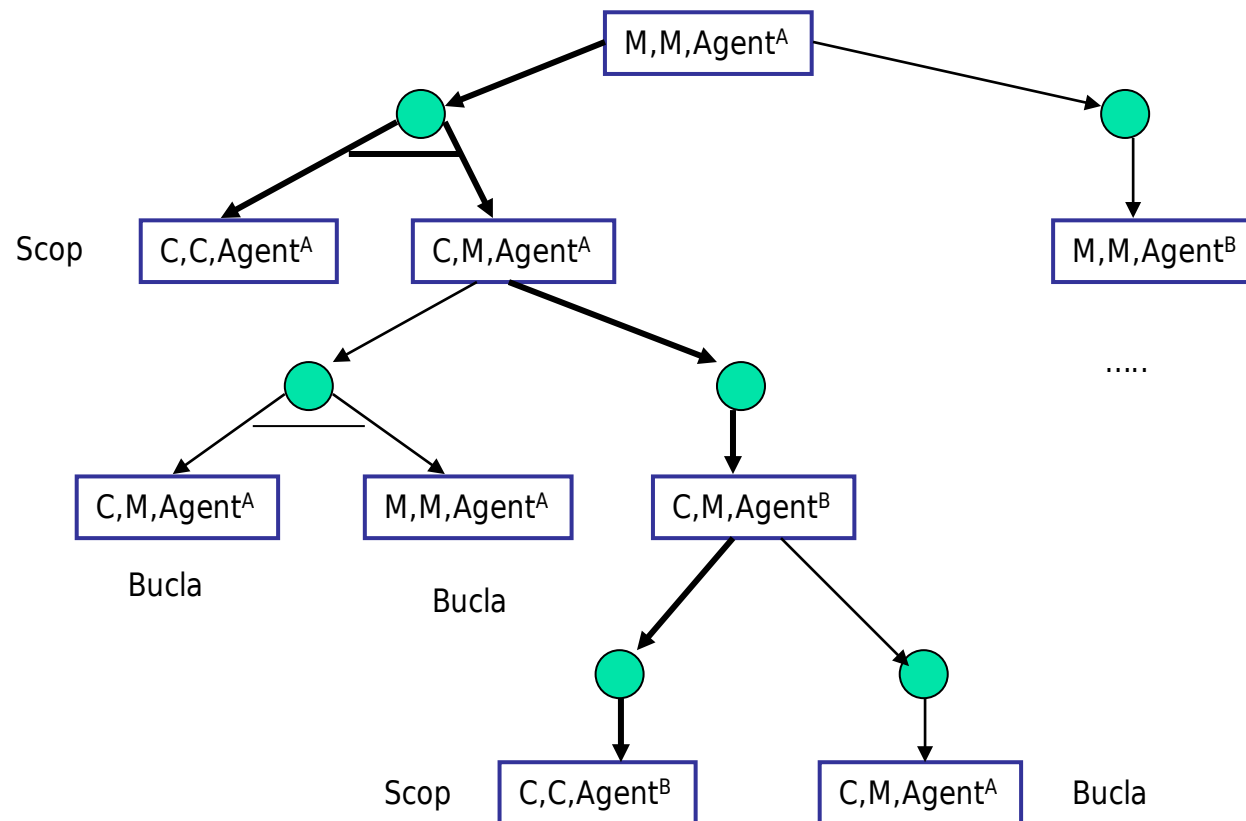 M,M,Agentᴬ
Scop
C,C,Agentᴬ
C,M,Agentᴬ
M,M,Agentᴮ
.....
C,M,Agentᴬ
M,M,Agentᴬ
C,M,Agentᴮ
Bucla
Bucla
Scop
C,C,Agentᴮ
C,M,Agentᴬ
Bucla